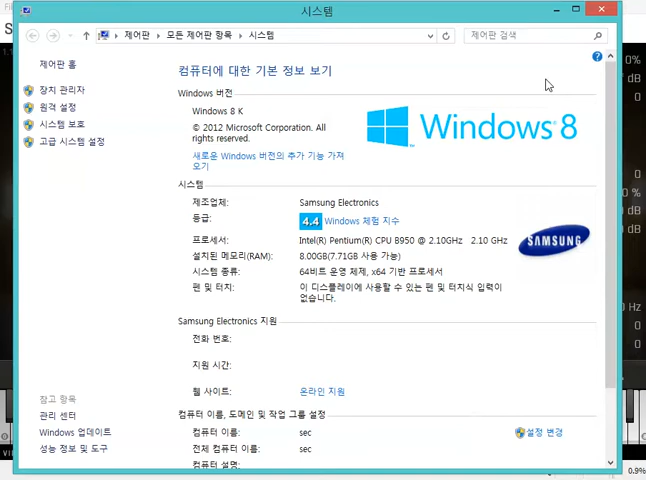 시스템
제어판 ▸ 모든 제어판 항목 ▸ 시스템
제어판 검색
제어판 홈
장치 관리자
원격 설정
시스템 보호
고급 시스템 설정
컴퓨터에 대한 기본 정보 보기
Windows 버전
Windows 8 K
© 2012 Microsoft Corporation. All
rights reserved.
새로운 Windows 버전의 추가 기능 가져
오기
Windows 8
시스템
제조업체: Samsung Electronics
등급: 4.4 Windows 체험 지수
프로세서: Intel(R) Pentium(R) CPU B950 @ 2.10GHz 2.10 GHz
설치된 메모리(RAM): 8.00GB(7.71GB 사용 가능)
시스템 종류: 64비트 운영 체제, x64 기반 프로세서
펜 및 터치: 이 디스플레이에 사용할 수 있는 펜 및 터치식 입력이
없습니다.
SAMSUNG
Samsung Electronics 지원
전화 번호:
지원 시간:
웹 사이트: 온라인 지원
컴퓨터 이름, 도메인 및 작업 그룹 설정
컴퓨터 이름: sec
설정 변경
전체 컴퓨터 이름: sec
컴퓨터 설명:
참고 항목
관리 센터
Windows 업데이트
성능 정보 및 도구
0%
dB
0
0
%
dB
0
Hz
0
0.9%